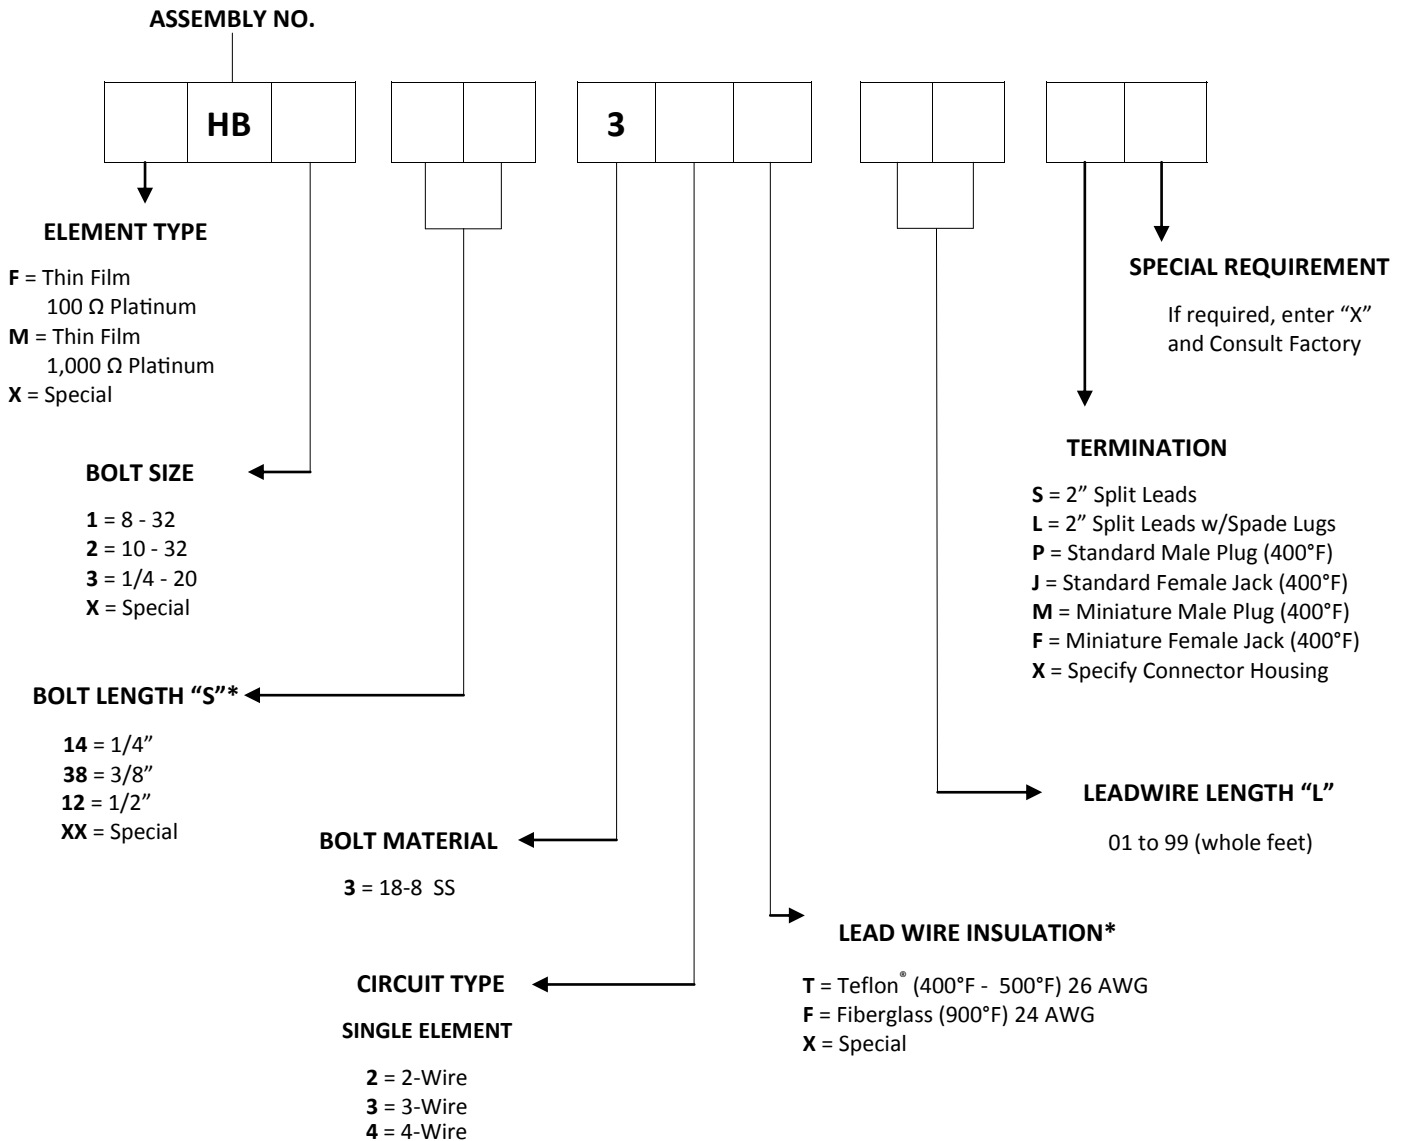 ASSEMBLY NO.
HB
3
ELEMENT TYPE
F = Thin Film
100 Ω Platinum
M = Thin Film
1,000 Ω Platinum
X = Special
BOLT SIZE
1 = 8 - 32
2 = 10 - 32
3 = 1/4 - 20
X = Special
BOLT LENGTH “S”*
14 = 1/4”
38 = 3/8”
12 = 1/2”
XX = Special
BOLT MATERIAL
3 = 18-8 SS
CIRCUIT TYPE
SINGLE ELEMENT
2 = 2-Wire
3 = 3-Wire
4 = 4-Wire
LEAD WIRE INSULATION*
T = Teflon® (400°F - 500°F) 26 AWG
F = Fiberglass (900°F) 24 AWG
X = Special
LEADWIRE LENGTH “L”
01 to 99 (whole feet)
TERMINATION
S = 2” Split Leads
L = 2” Split Leads w/Spade Lugs
P = Standard Male Plug (400°F)
J = Standard Female Jack (400°F)
M = Miniature Male Plug (400°F)
F = Miniature Female Jack (400°F)
X = Specify Connector Housing
SPECIAL REQUIREMENT
If required, enter “X”
and Consult Factory